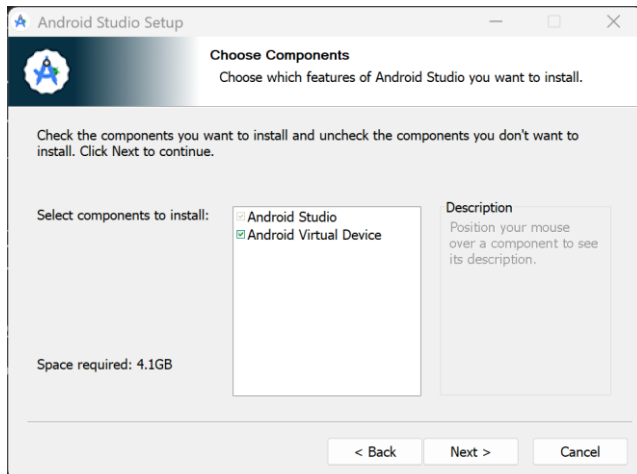 Android Studio Setup
Choose Components
Choose which features of Android Studio you want to install.
Check the components you want to install and uncheck the components you don't want to
install. Click Next to continue.
Select components to install:
Android Studio
Android Virtual Device
Description
Position your mouse
over a component to see
its description.
Space required: 4.1GB
< Back
Next >
Cancel